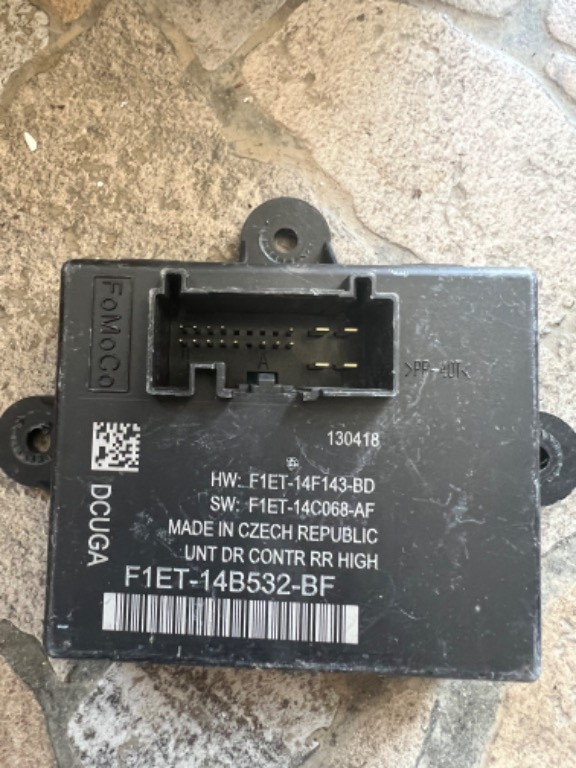 FoMoCo
A
>PP-40T<
130418
HW: F1ET-14F143-BD
SW: F1ET-14C068-AF
MADE IN CZECH REPUBLIC
UNT DR CONTR RR HIGH
DCUGA
F1ET-14B532-BF